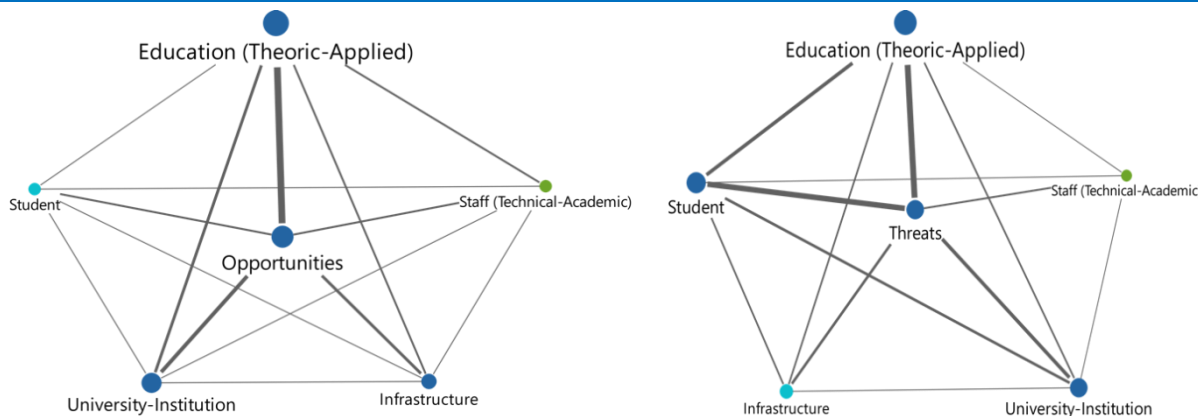 Education (Theoric-Applied)
Student
Staff (Technical-Academic)
Opportunities
University-Institution
Infrastructure
Education (Theoric-Applied)
Staff (Technical-Academic
Student
Threats
Infrastructure
University-Institution